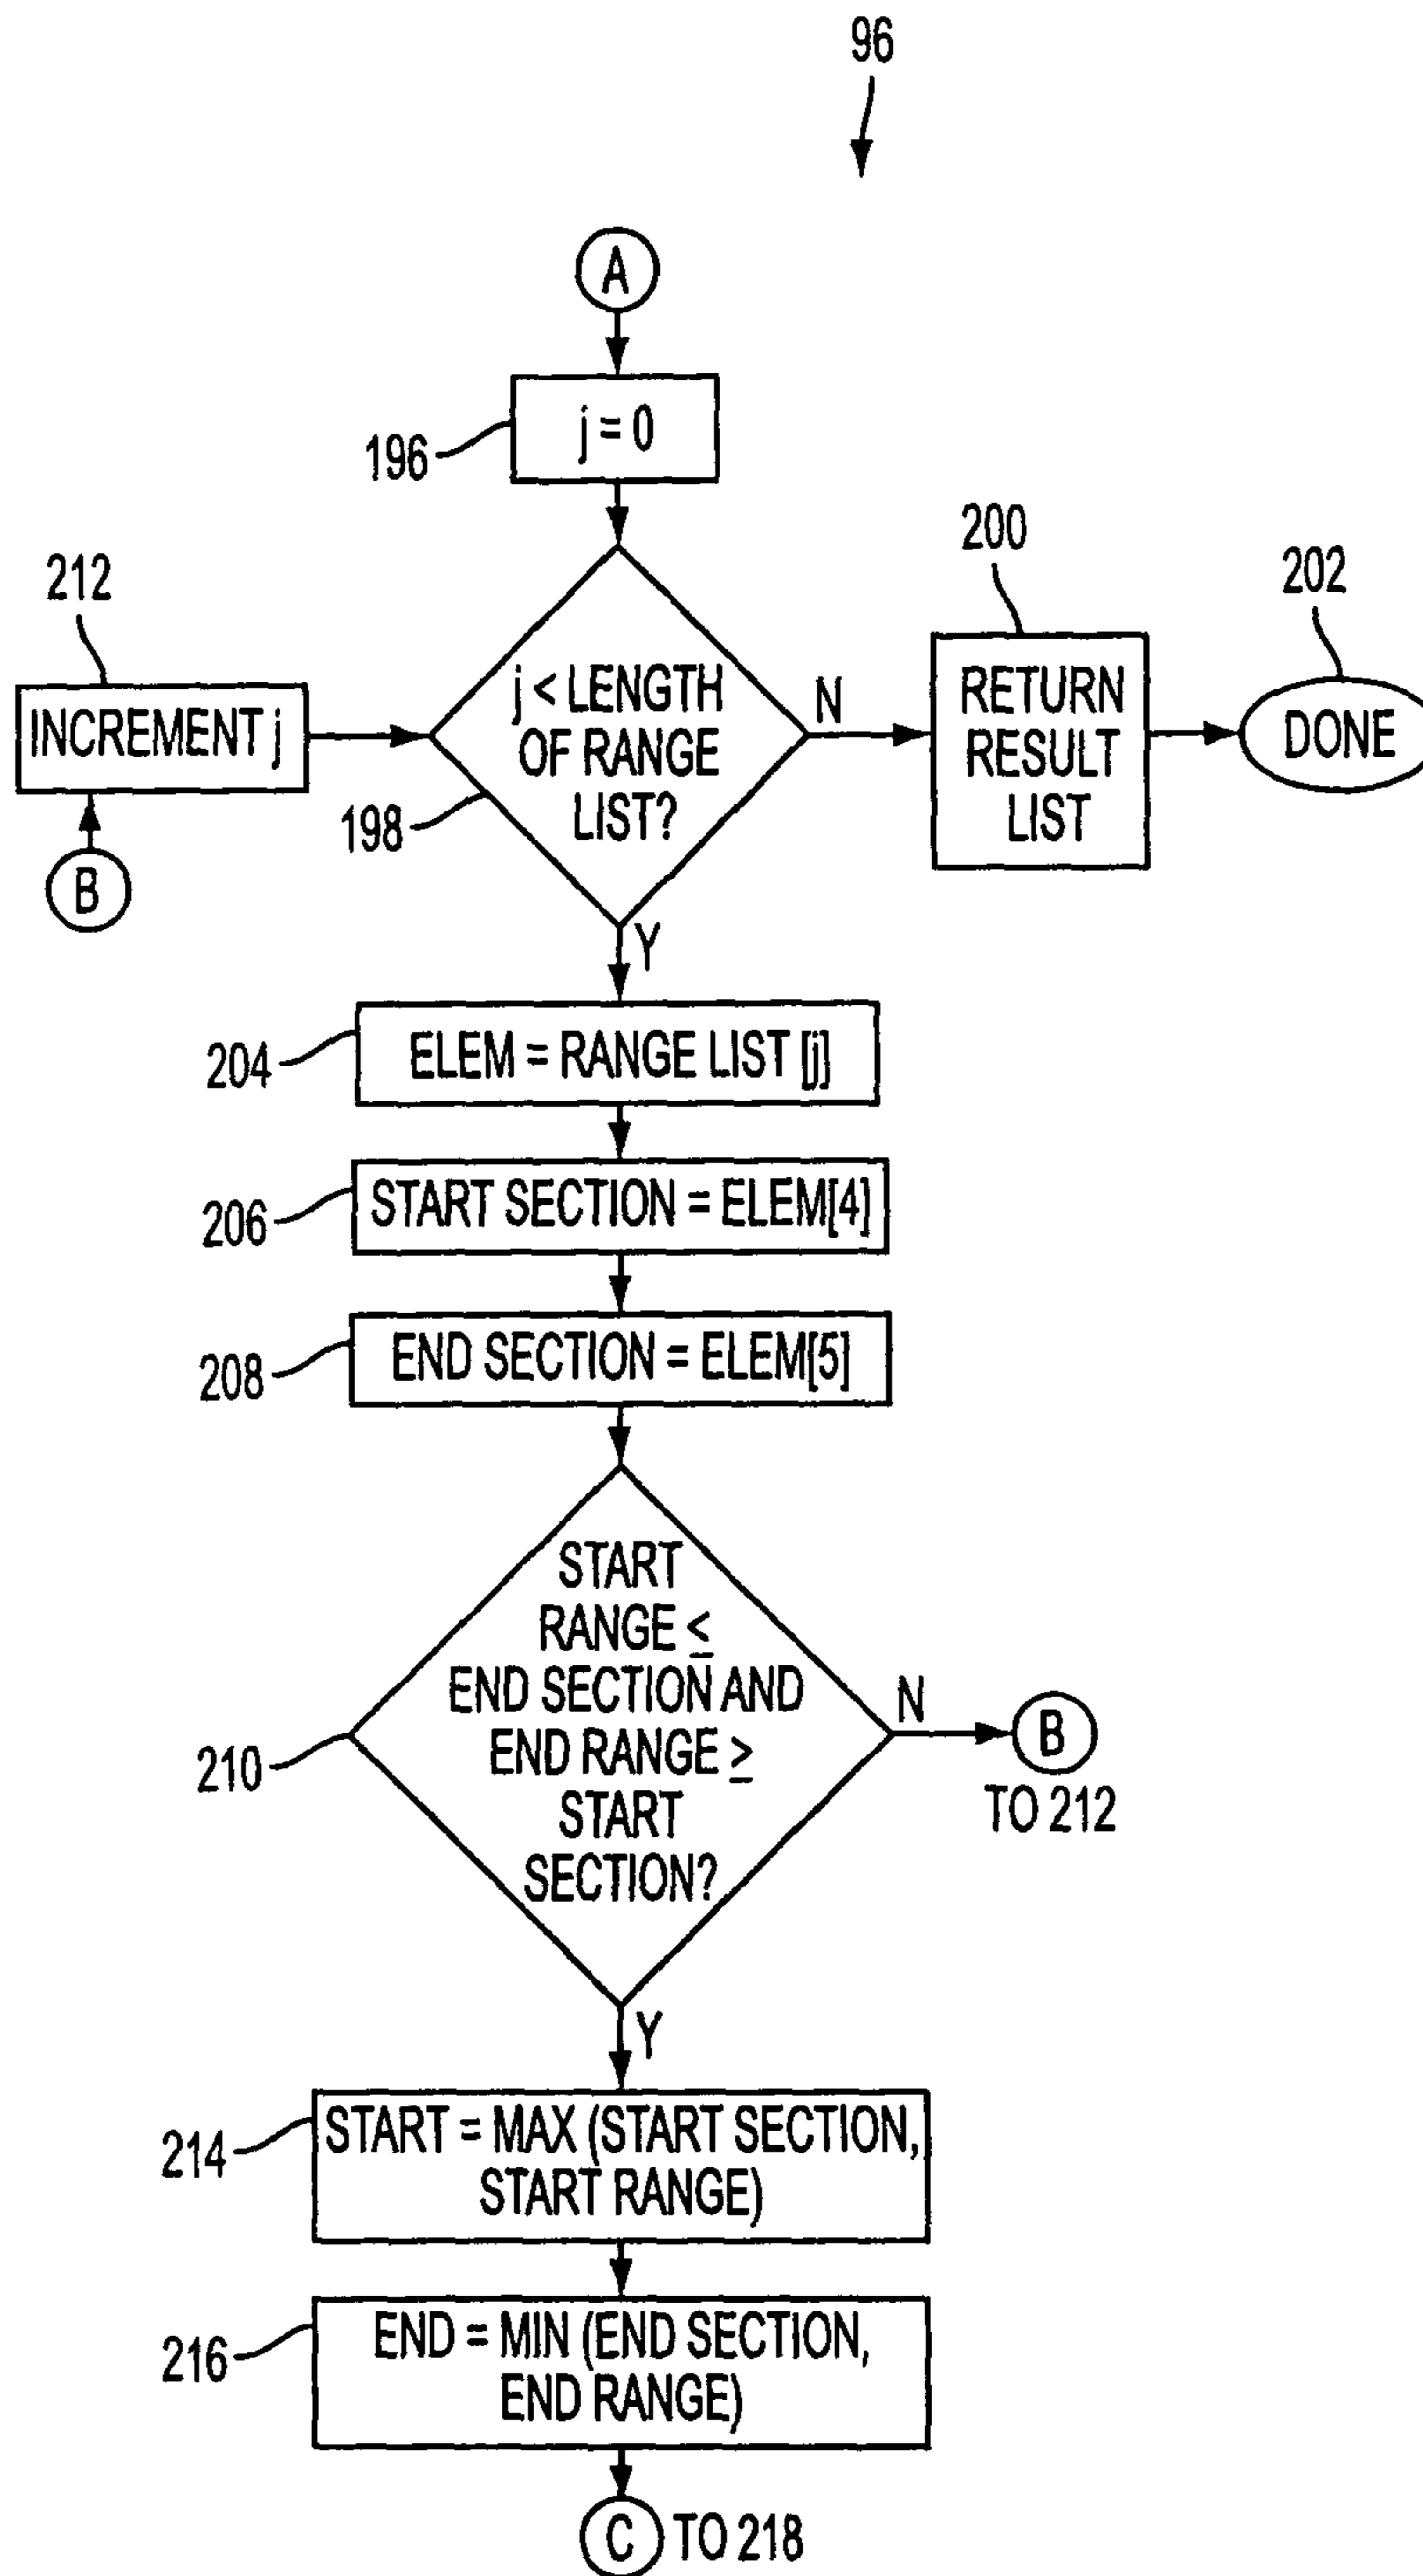 96
A
196
j = 0
212
INCREMENT j
B
j < LENGTH
OF RANGE
LIST?
198
N
200
RETURN
RESULT
LIST
202
DONE
Y
204
ELEM = RANGE LIST [j]
206
START SECTION = ELEM[4]
208
END SECTION = ELEM[5]
210
START
RANGE ≤
END SECTION AND
END RANGE ≥
START
SECTION?
N
B
TO 212
Y
214
START = MAX (START SECTION,
START RANGE)
216
END = MIN (END SECTION,
END RANGE)
C TO 218